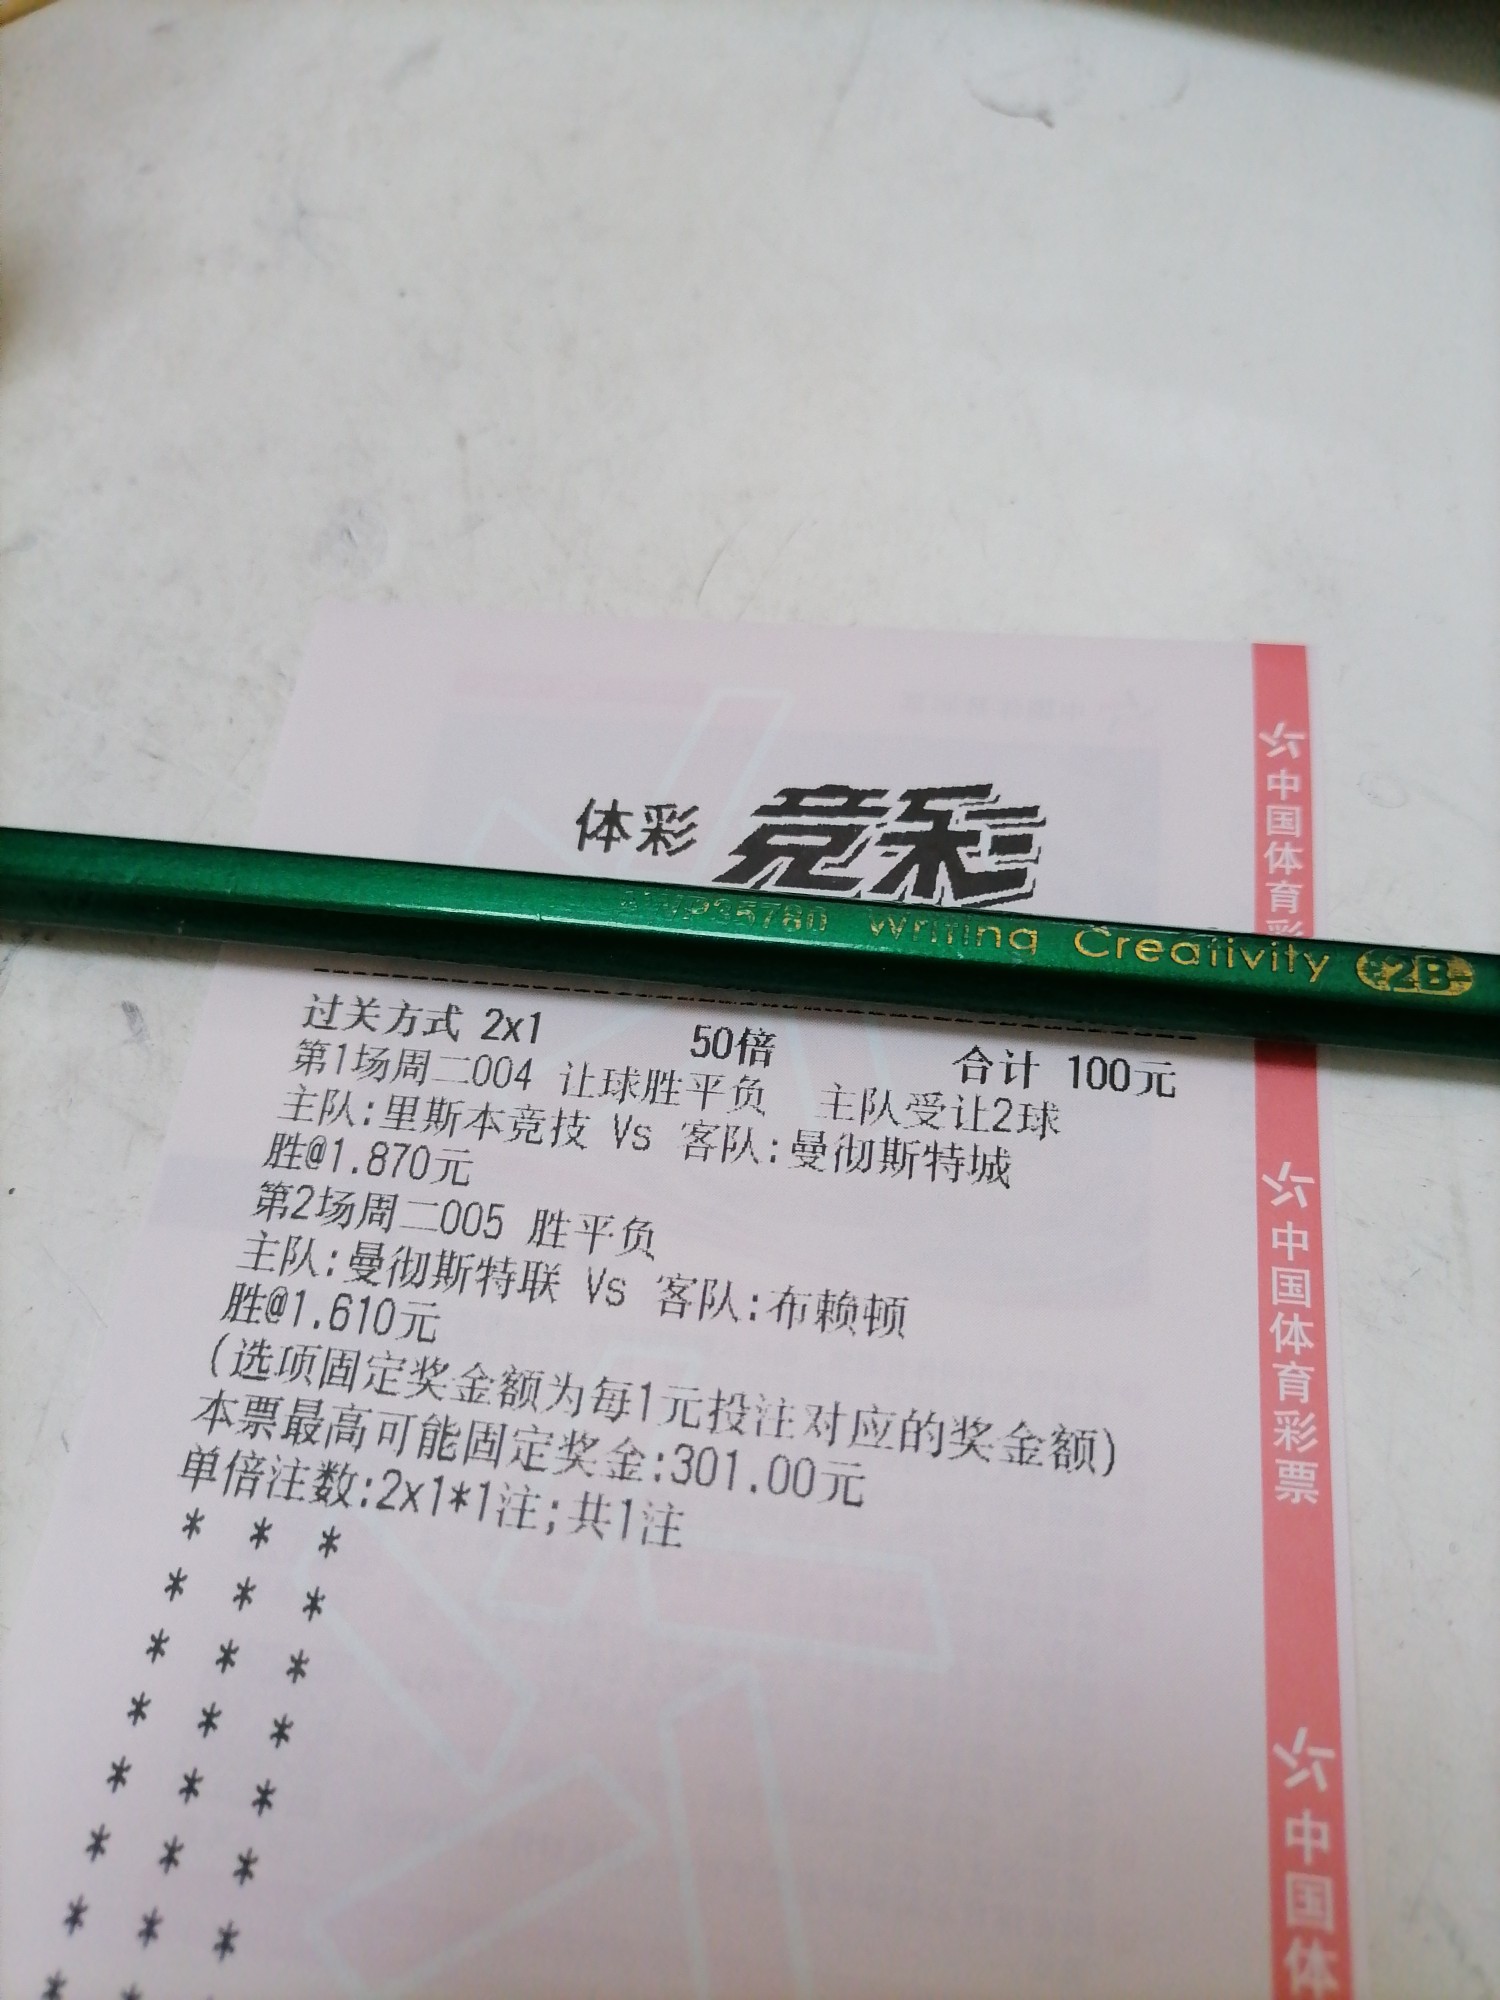 体彩 竞彩
P35780 Writing Creativity 2B
过关方式 2x1 50倍 合计 100元
第1场周二004 让球胜平负 主队受让2球
主队:里斯本竞技 Vs 客队:曼彻斯特城
胜@1.870元
第2场周二005 胜平负
主队:曼彻斯特联 Vs 客队:布赖顿
胜@1.610元
(选项固定奖金额为每1元投注对应的奖金额)
本票最高可能固定奖金:301.00元
单倍注数:2x1*1注;共1注
* * *
* * *
* * *
* * *
* * *
* * *
* * *
* *
中国体育彩
中国体育彩票
中国体